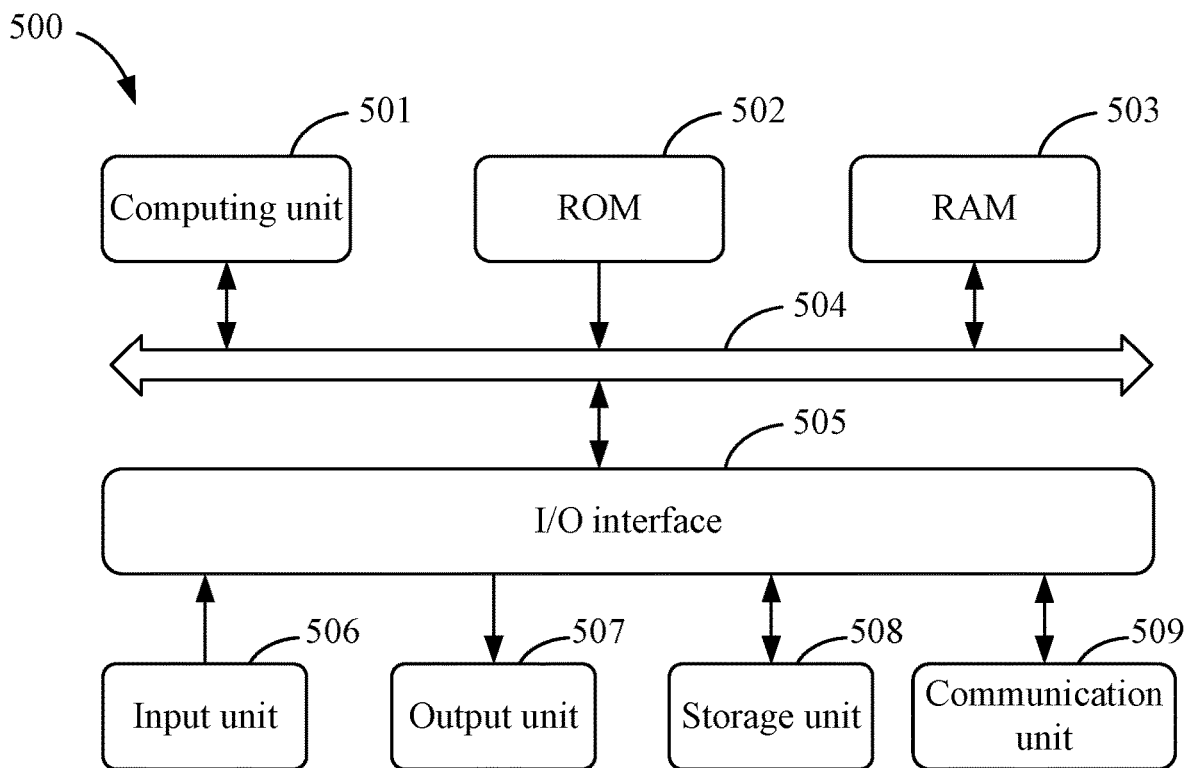 500
501
502
503
Computing unit
ROM
RAM
504
505
I/O interface
506
507
508
509
Input unit
Output unit
Storage unit
Communication
unit